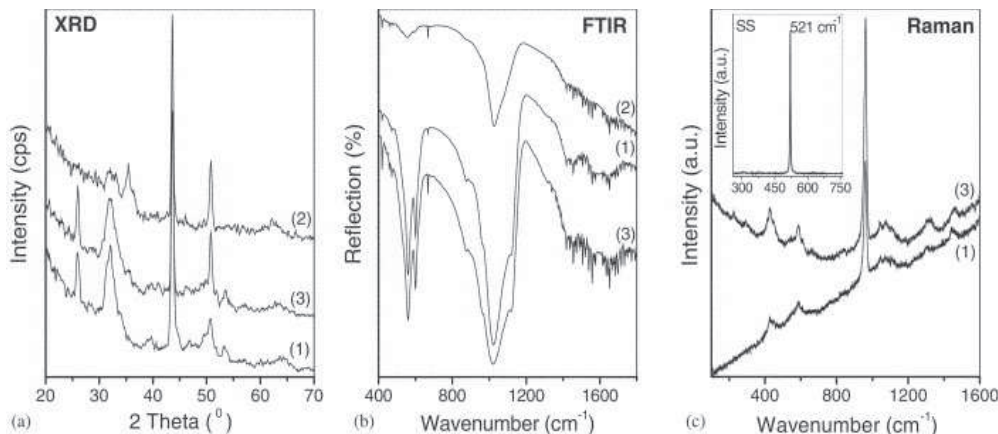 XRD
Intensity (cps)
(2)
(3)
(1)
20 30 40 50 60 70
2 Theta (⁰)
(a)
FTIR
Reflection (%)
(2)
(1)
(3)
400 800 1200 1600
Wavenumber (cm⁻¹)
(b)
Raman
SS 521 cm⁻¹
Intensity (a.u.)
300 450 600 750
Intensity (a.u.)
(3)
(1)
400 800 1200 1600
Wavenumber (cm⁻¹)
(c)